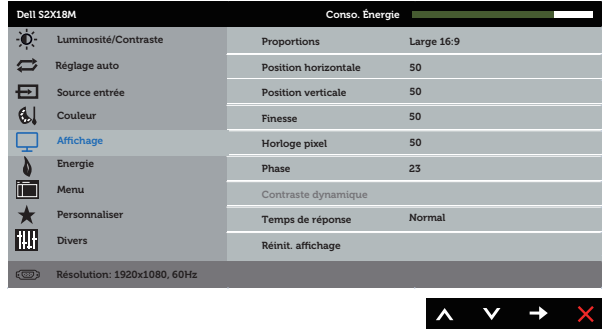 Dell S2X18M Conso. Énergie
Luminosité/Contraste Proportions Large 16:9
Réglage auto Position horizontale 50
Source entrée Position verticale 50
Couleur Finesse 50
Affichage Horloge pixel 50
Energie Phase 23
Menu Contraste dynamique
Personnaliser Temps de réponse Normal
Divers Réinit. affichage
Résolution: 1920x1080, 60Hz